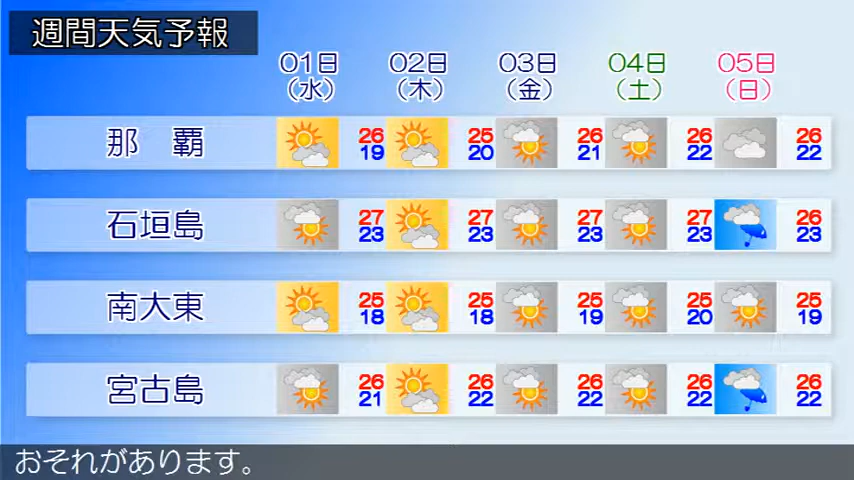 週間天気予報
01日 02日 03日 04日 05日
(水) (木) (金) (土) (日)
那　覇 26 25 26 26 26
19 20 21 22 22
石垣島 27 27 27 27 26
23 23 23 23 23
南大東 25 25 25 25 25
18 18 19 20 19
宮古島 26 26 26 26 26
21 22 22 22 22
おそれがあります。